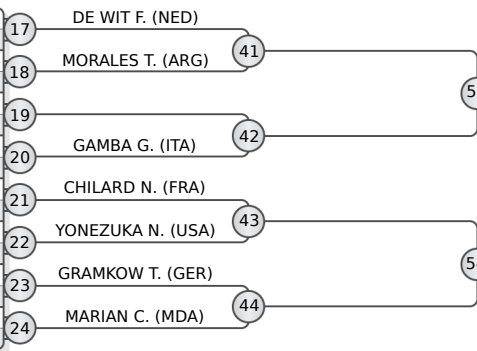 17
DE WIT F. (NED)
41
18
MORALES T. (ARG)
19
42
20
GAMBA G. (ITA)
21
CHILARD N. (FRA)
43
22
YONEZUKA N. (USA)
23
GRAMKOW T. (GER)
44
24
MARIAN C. (MDA)